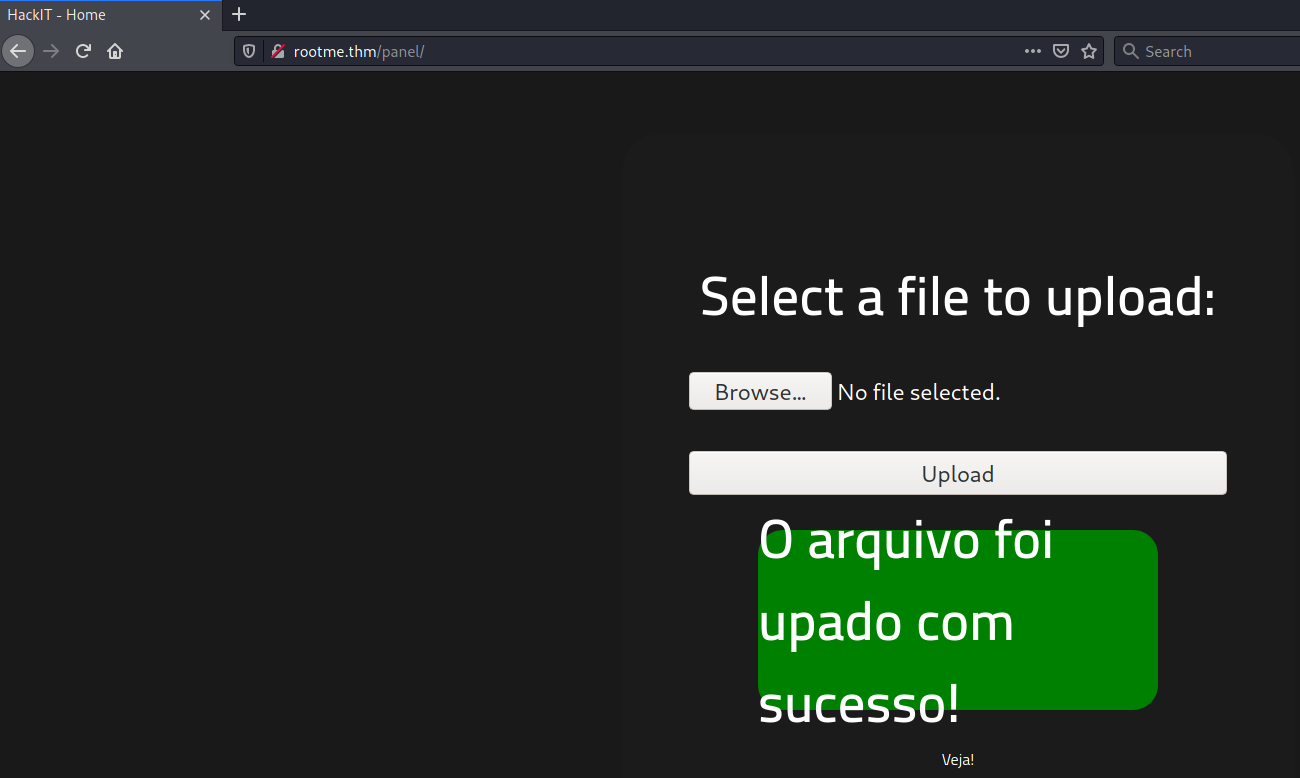 HackIT - Home
rootme.thm/panel/
Search
Select a file to upload:
Browse... No file selected.
Upload
O arquivo foi
upado com
sucesso!
Veja!